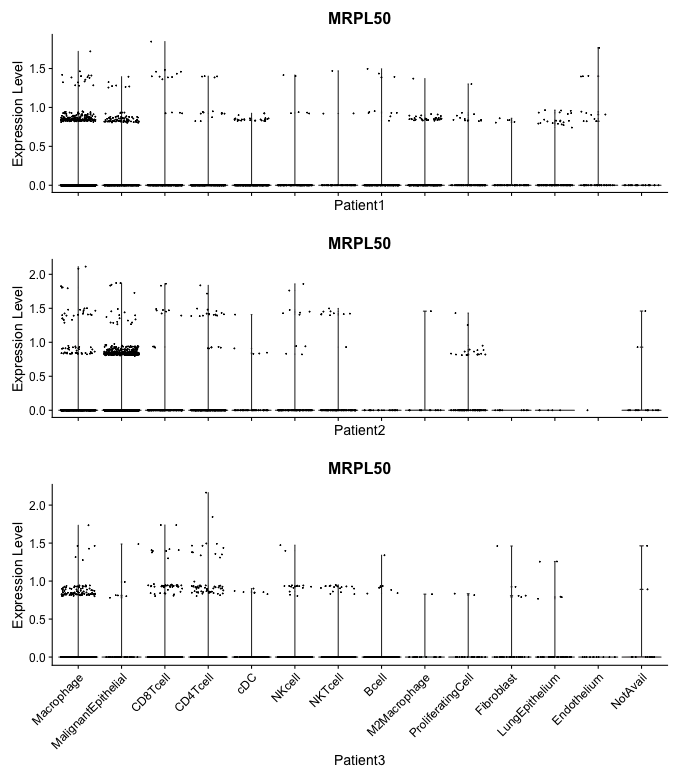 MRPL50
Expression Level
1.5
1.0
0.5
0.0
Patient1
MRPL50
Expression Level
2.0
1.5
1.0
0.5
0.0
Patient2
MRPL50
Expression Level
2.0
1.5
1.0
0.5
0.0
Macrophage
MalignantEpithelial
CD8Tcell
CD4Tcell
cDC
NKcell
NKTcell
Bcell
M2Macrophage
ProliferatingCell
Fibroblast
LungEpithelium
Endothelium
NotAvail
Patient3